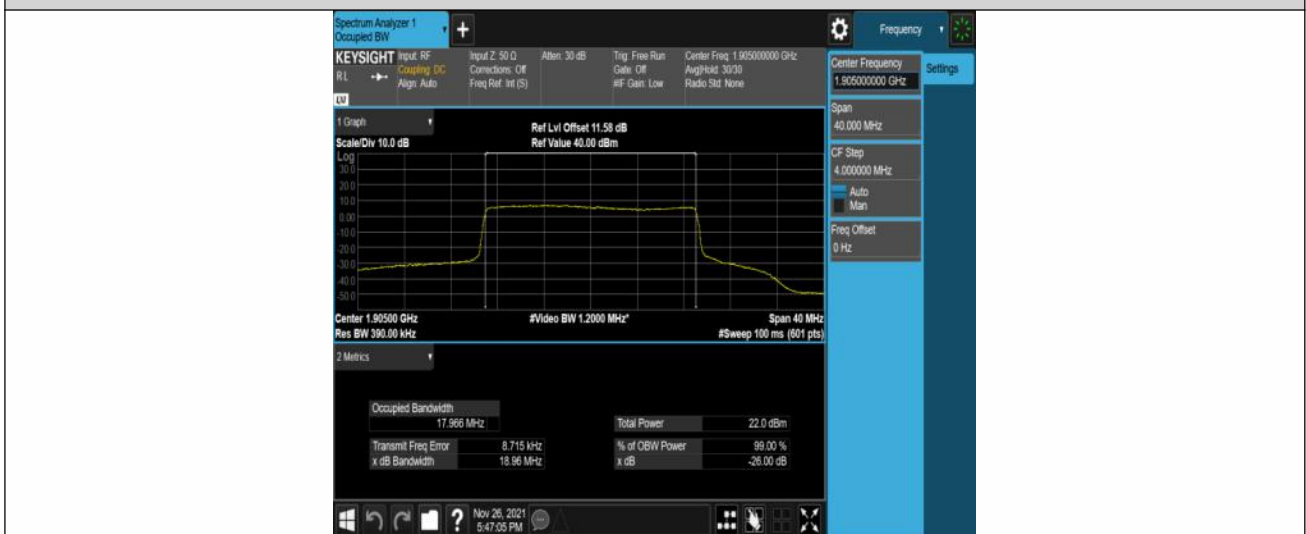 Spectrum Analyzer 1
Occupied BW
+
Frequency
KEYSIGHT Input: RF
Coupling: DC
Align: Auto
R L
LXI
Input Z: 50 Ω
Corrections: Off
Freq Ref: Int (S)
Atten: 30 dB
Trig: Free Run
Gate: Off
#IF Gain: Low
Center Freq: 1.905000000 GHz
Avg|Hold: 30/30
Radio Std: None
Center Frequency
1.905000000 GHz
Settings
Span
40.000 MHz
CF Step
4.000000 MHz
Auto
Man
Freq Offset
0 Hz
1 Graph
Scale/Div 10.0 dB
Ref Lvl Offset 11.58 dB
Ref Value 40.00 dBm
Log
30.0
20.0
10.0
0.00
-10.0
-20.0
-30.0
-40.0
-50.0
Center 1.90500 GHz
#Video BW 1.2000 MHz*
Span 40 MHz
Res BW 390.00 kHz
#Sweep 100 ms (601 pts)
2 Metrics
Occupied Bandwidth
17.966 MHz
Total Power 22.0 dBm
Transmit Freq Error 8.715 kHz
% of OBW Power 99.00 %
x dB Bandwidth 18.96 MHz
x dB -26.00 dB
?
Nov 26, 2021
5:47:05 PM